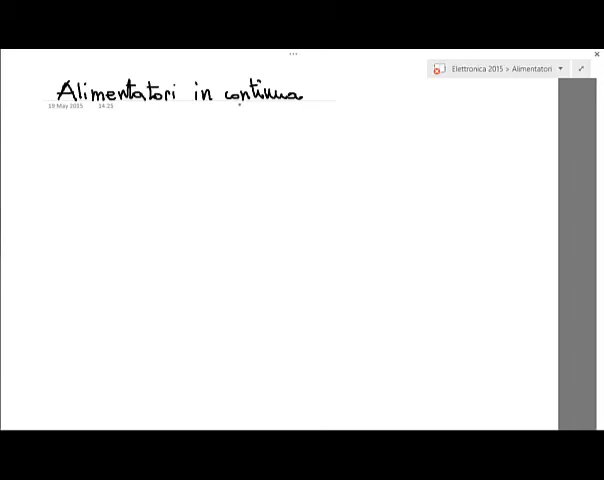 Elettronica 2015 » Alimentatori
Alimentatori in continua
19 May 2015 14:25